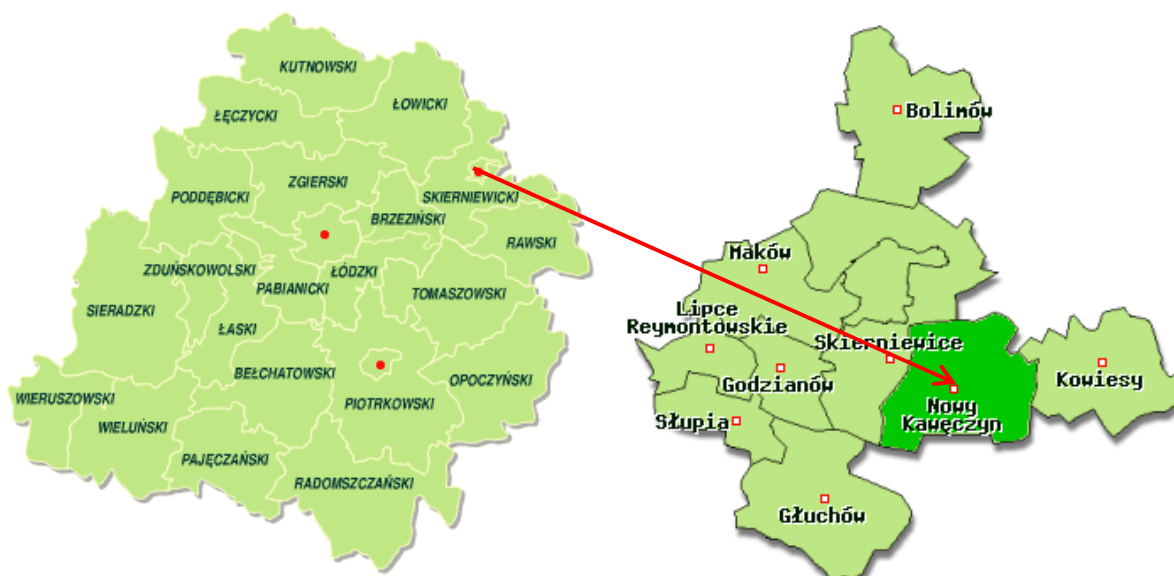 KUTNOWSKI
ŁOWICKI
ŁĘCZYCKI
ZGIERSKI
PODDĘBICKI
SKIERNIEWICKI
BRZEZIŃSKI
RAWSKI
ZDUŃSKOWOLSKI
ŁÓDZKI
PABIANICKI
TOMASZOWSKI
SIERADZKI
ŁASKI
BEŁCHATOWSKI
OPOCZYŃSKI
WIERUSZOWSKI
PIOTRKOWSKI
WIELUŃSKI
PAJĘCZAŃSKI
RADOMSZCZAŃSKI
Bolimów
Maków
Lipce
Reymontowskie
Skierniewice
Godzianów
Kowiesy
Nowy
Kawęczyn
Słupia
Głuchów